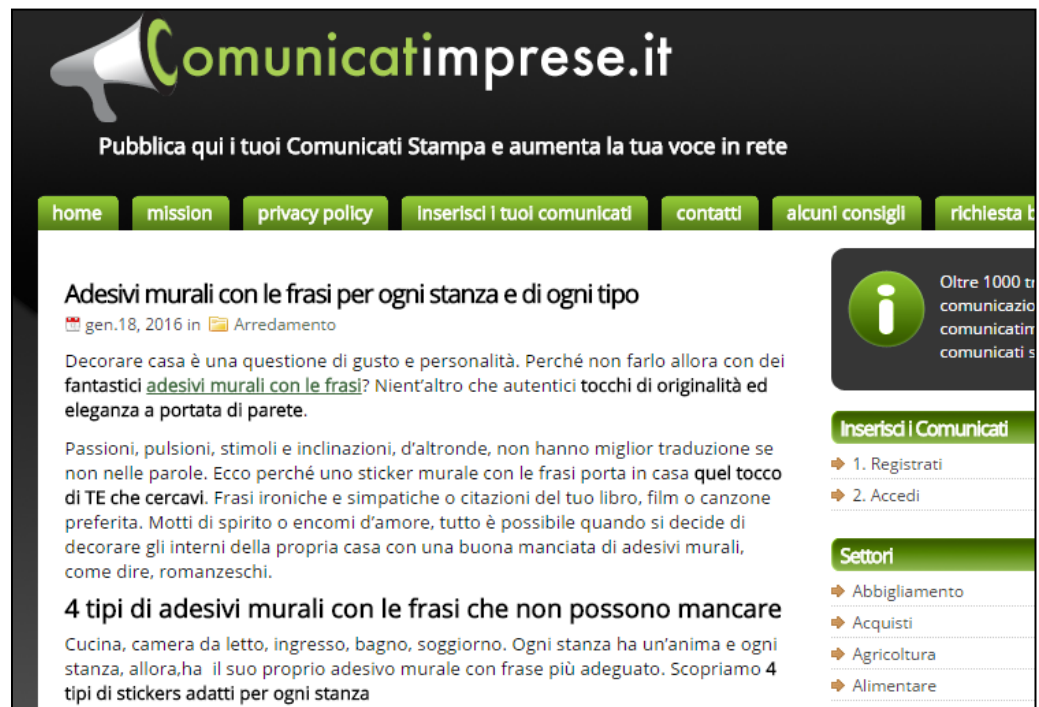 Comunicatimprese.it
Pubblica qui i tuoi Comunicati Stampa e aumenta la tua voce in rete
home mission privacy policy inserisci i tuoi comunicati contatti alcuni consigli richiesta b
Adesivi murali con le frasi per ogni stanza e di ogni tipo
gen.18, 2016 in Arredamento
Decorare casa è una questione di gusto e personalità. Perché non farlo allora con dei
fantastici adesivi murali con le frasi? Nient'altro che autentici tocchi di originalità ed
eleganza a portata di parete.
Passioni, pulsioni, stimoli e inclinazioni, d'altronde, non hanno miglior traduzione se
non nelle parole. Ecco perché uno sticker murale con le frasi porta in casa quel tocco
di TE che cercavi. Frasi ironiche e simpatiche o citazioni del tuo libro, film o canzone
preferita. Motti di spirito o encomi d'amore, tutto è possibile quando si decide di
decorare gli interni della propria casa con una buona manciata di adesivi murali,
come dire, romanzeschi.
4 tipi di adesivi murali con le frasi che non possono mancare
Cucina, camera da letto, ingresso, bagno, soggiorno. Ogni stanza ha un'anima e ogni
stanza, allora,ha il suo proprio adesivo murale con frase più adeguato. Scopriamo 4
tipi di stickers adatti per ogni stanza
Oltre 1000 tr
comunicazio
comunicatim
comunicati s
Inserisci i Comunicati
1. Registrati
2. Accedi
Settori
Abbigliamento
Acquisti
Agricoltura
Alimentare